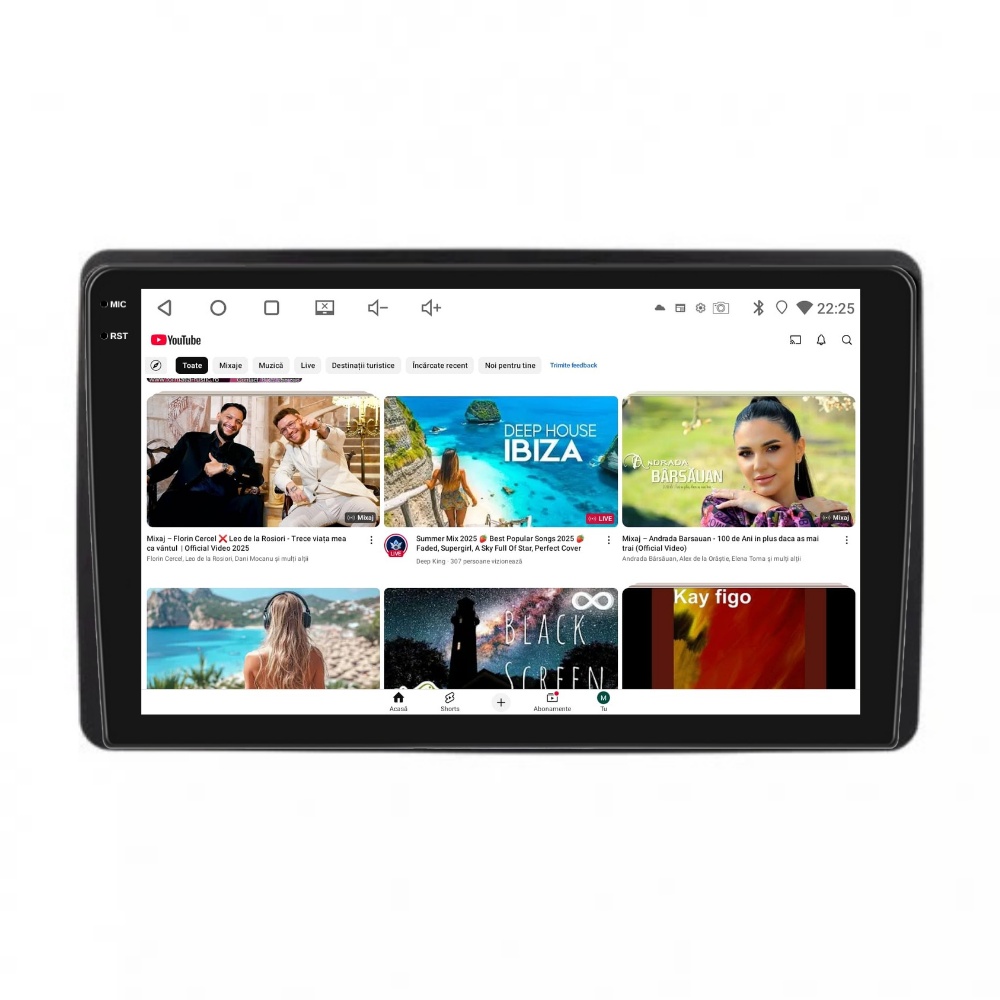 MIC
RST
22:25
YouTube
Toate
Mixaje
Muzică
Live
Destinații turistice
Încărcate recent
Noi pentru tine
Trimite feedback
DEEP HOUSE
IBIZA
ANDRADA
BÂRSĂUAN
Mixaj
LIVE
Mixaj
Mixaj – Florin Cercel ❌ Leo de la Rosiori - Trece viața mea
ca vântul | Official Video 2025
Florin Cercel, Leo de la Rosiori, Dani Mocanu și mulți alții
LIVE
Summer Mix 2025 🍓 Best Popular Songs 2025 🍓
Faded, Supergirl, A Sky Full Of Star, Perfect Cover
Deep King · 307 persoane vizionează
Mixaj – Andrada Barsauan - 100 de Ani in plus daca as mai
trai (Official Video)
Andrada Bârsăuan, Alex de la Orăștie, Elena Toma și mulți alții
BLACK
SCREEN
Kay figo
Acasă
Shorts
Abonamente
M
Tu